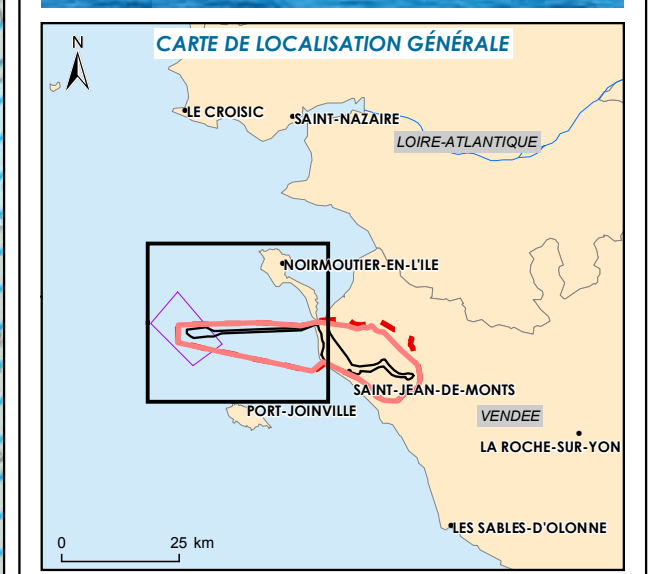 CARTE DE LOCALISATION GÉNÉRALE
N
LE CROISIC
SAINT-NAZAIRE
LOIRE-ATLANTIQUE
NOIRMOUTIER-EN-L'ILE
SAINT-JEAN-DE-MONTS
PORT-JOINVILLE
VENDEE
LA ROCHE-SUR-YON
LES SABLES-D'OLONNE
0 25 km